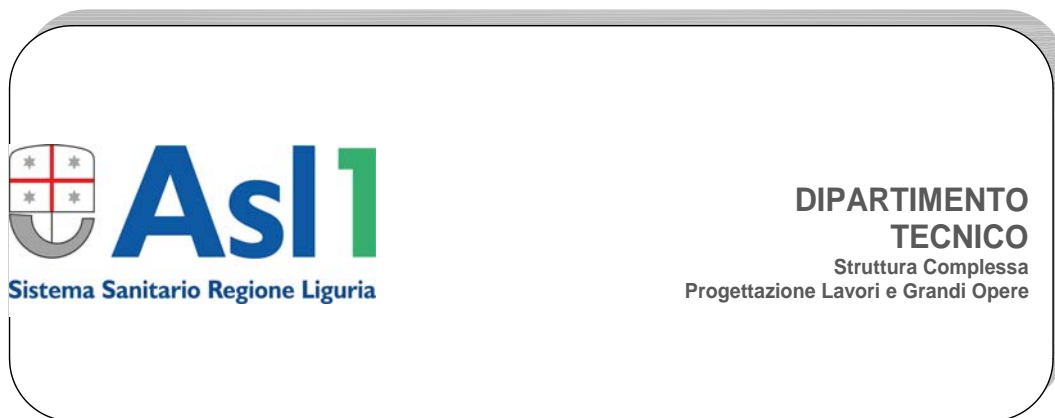 Asl1
Sistema Sanitario Regione Liguria
DIPARTIMENTO
TECNICO
Struttura Complessa
Progettazione Lavori e Grandi Opere